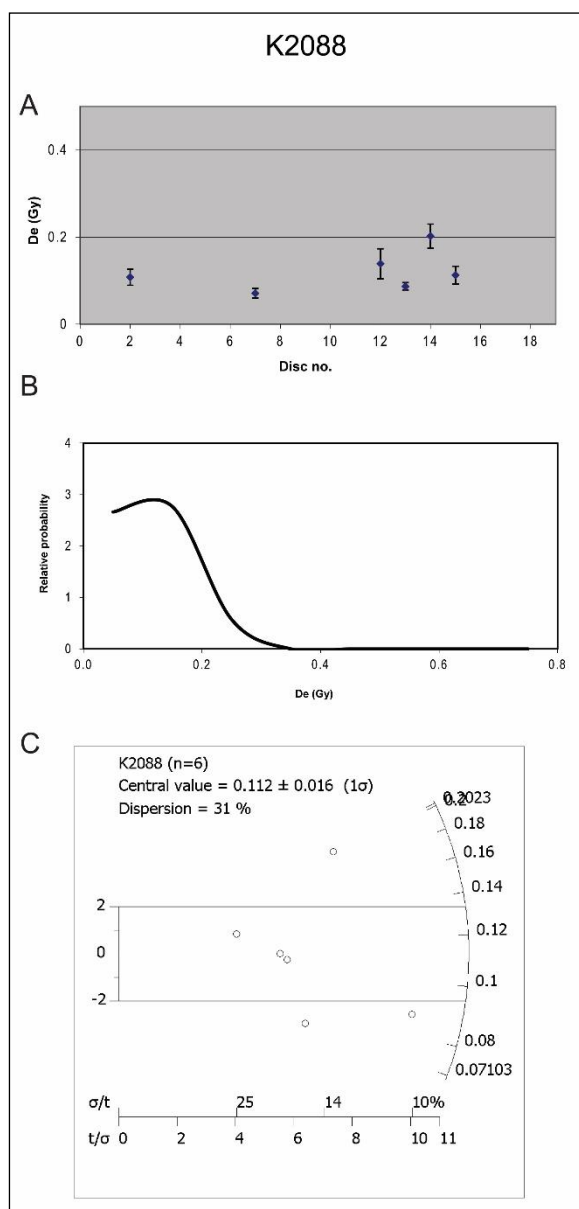 K2088
A
0.4
0.2
0
De (Gy)
0 2 4 6 8 10 12 14 16 18
Disc no.
B
4
3
2
1
0
Relative probability
0.0 0.2 0.4 0.6 0.8
De (Gy)
C
K2088 (n=6)
Central value = 0.112 ± 0.016 (1σ)
Dispersion = 31 %
0.2023
0.2
0.18
0.16
0.14
0.12
0.1
0.08
0.07103
2
0
-2
σ/t 25 14 10%
t/σ 0 2 4 6 8 10 11